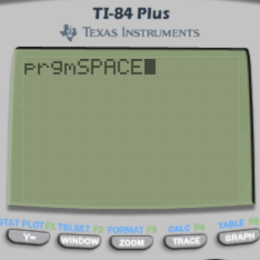 TI-84 Plus
TEXAS INSTRUMENTS
prgmSPACE
STAT PLOT F1 TBLSET F2 FORMAT F3 CALC F4 TABLE F5
Y= WINDOW ZOOM TRACE GRAPH